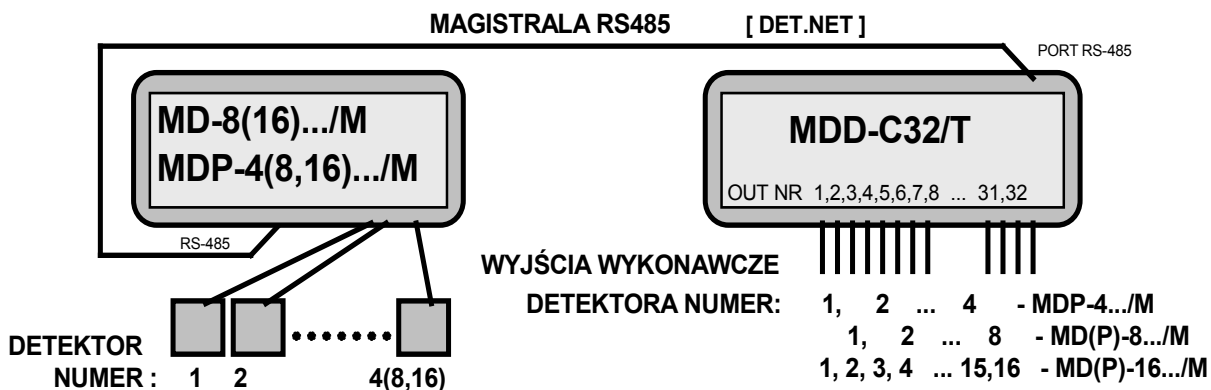 MAGISTRALA RS485 [ DET.NET ]
PORT RS-485
MD-8(16).../M
MDP-4(8,16).../M
MDD-C32/T
OUT NR 1,2,3,4,5,6,7,8 ... 31,32
RS-485
WYJŚCIA WYKONAWCZE
DETEKTORA NUMER: 1, 2 ... 4 - MDP-4.../M
1, 2 ... 8 - MD(P)-8.../M
1, 2, 3, 4 ... 15,16 - MD(P)-16.../M
DETEKTOR
NUMER : 1 2 4(8,16)